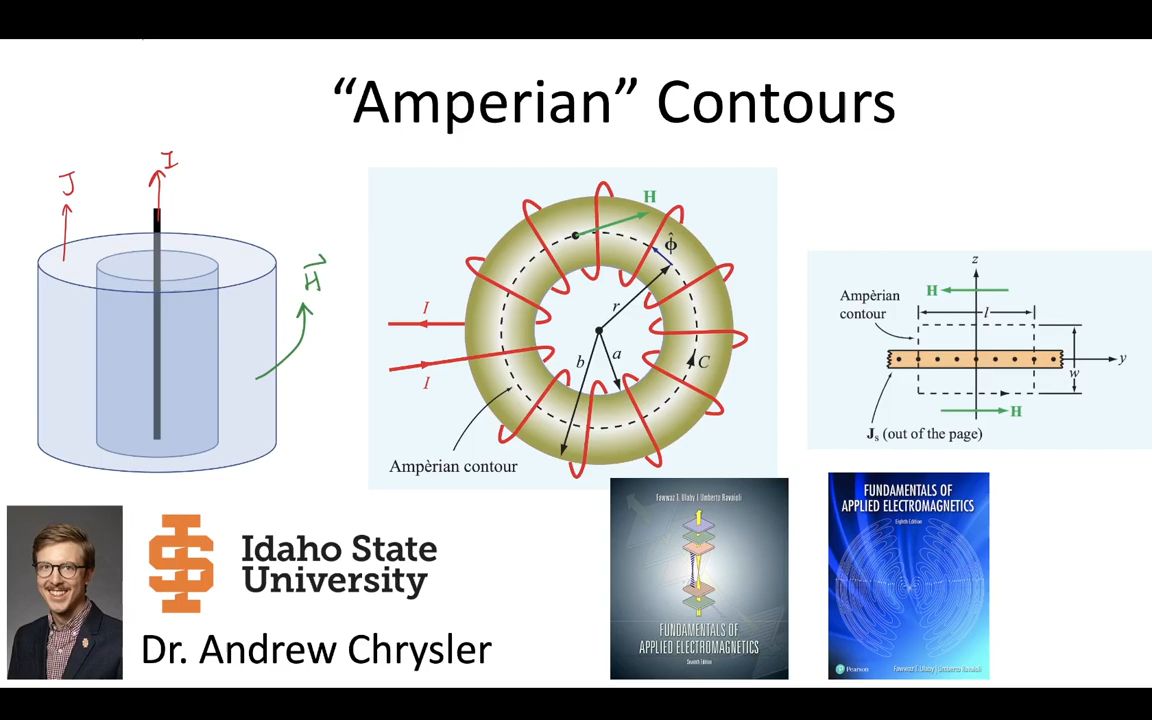 “Amperian” Contours
J
I
H
I
I
H
ϕ̂
r
a
b
C
Ampèrian contour
z
H
Ampèrian
contour
l
y
w
H
Js (out of the page)
Idaho State
University
Dr. Andrew Chrysler
Fawwaz T. Ulaby | Umberto Ravaioli
FUNDAMENTALS OF
APPLIED ELECTROMAGNETICS
Seventh Edition
FUNDAMENTALS OF
APPLIED ELECTROMAGNETICS
Eighth Edition
Pearson
Fawwaz T. Ulaby | Umberto Ravaioli